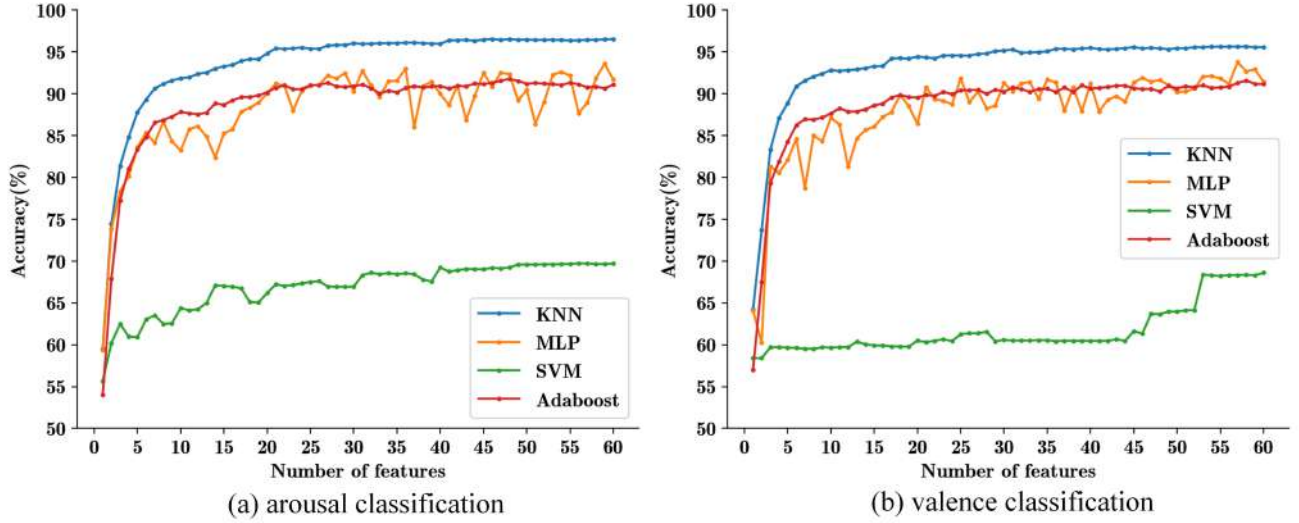 100
95
90
85
80
75
70
65
60
55
50
Accuracy(%)
0 5 10 15 20 25 30 35 40 45 50 55 60
Number of features
KNN
MLP
SVM
Adaboost
(a) arousal classification
100
95
90
85
80
75
70
65
60
55
50
Accuracy(%)
0 5 10 15 20 25 30 35 40 45 50 55 60
Number of features
KNN
MLP
SVM
Adaboost
(b) valence classification